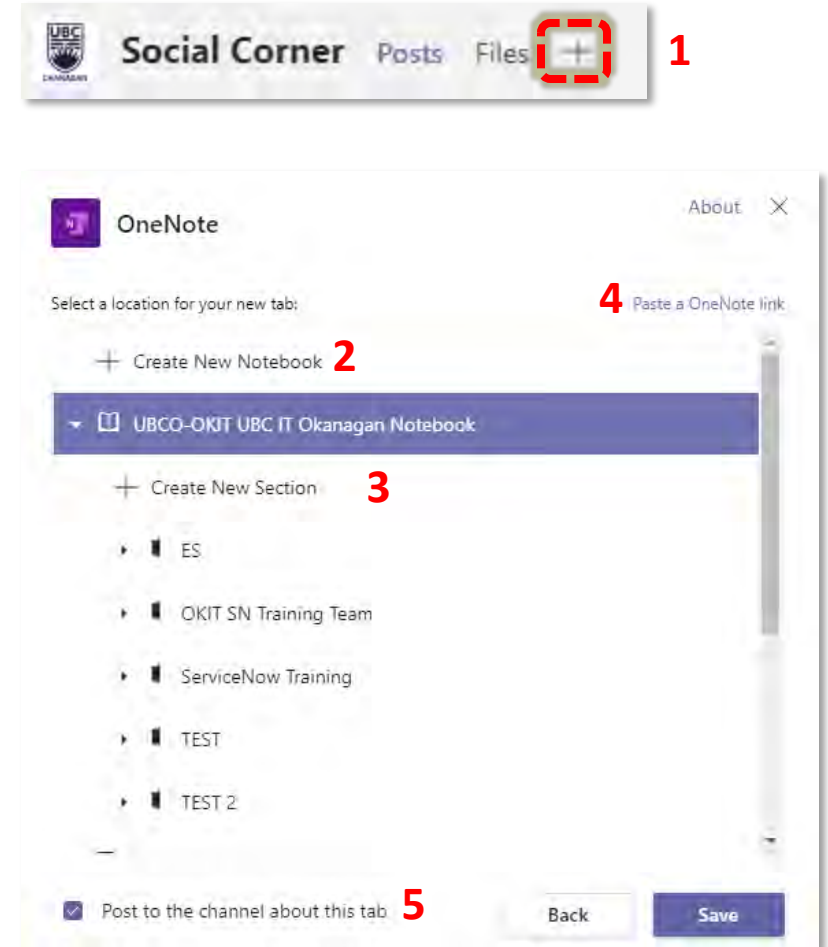 UBC
OKANAGAN
Social Corner Posts Files + 1
OneNote
About ×
Select a location for your new tab:
4 Paste a OneNote link
+ Create New Notebook 2
UBCO-OKIT UBC IT Okanagan Notebook
+ Create New Section 3
ES
OKIT SN Training Team
ServiceNow Training
TEST
TEST 2
Post to the channel about this tab 5
Back
Save